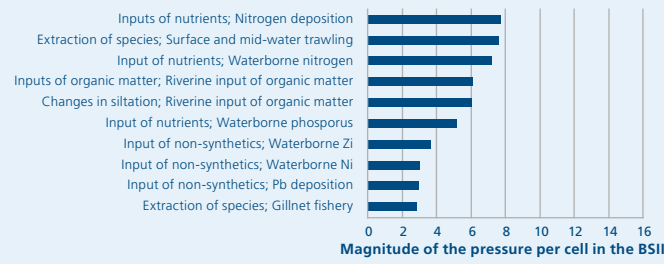 Inputs of nutrients; Nitrogen deposition
Extraction of species; Surface and mid-water trawling
Input of nutrients; Waterborne nitrogen
Inputs of organic matter; Riverine input of organic matter
Changes in siltation; Riverine input of organic matter
Input of nutrients; Waterborne phosporus
Input of non-synthetics; Waterborne Zi
Input of non-synthetics; Waterborne Ni
Input of non-synthetics; Pb deposition
Extraction of species; Gillnet fishery
0 2 4 6 8 10 12 14 16
Magnitude of the pressure per cell in the BSII